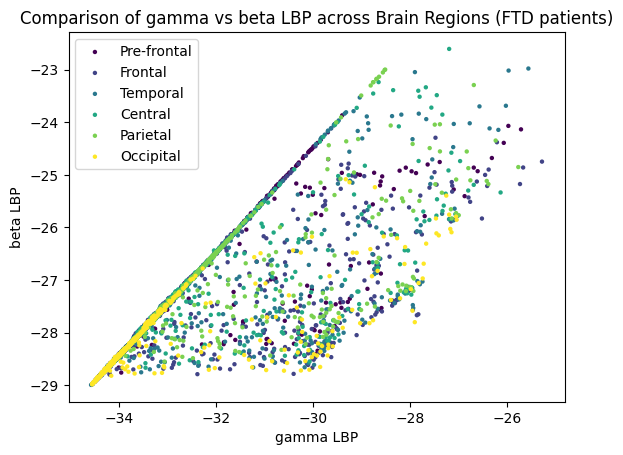 Comparison of gamma vs beta LBP across Brain Regions (FTD patients)
Pre-frontal
Frontal
Temporal
Central
Parietal
Occipital
−23
−24
−25
−26
−27
−28
−29
beta LBP
−34
−32
−30
−28
−26
gamma LBP